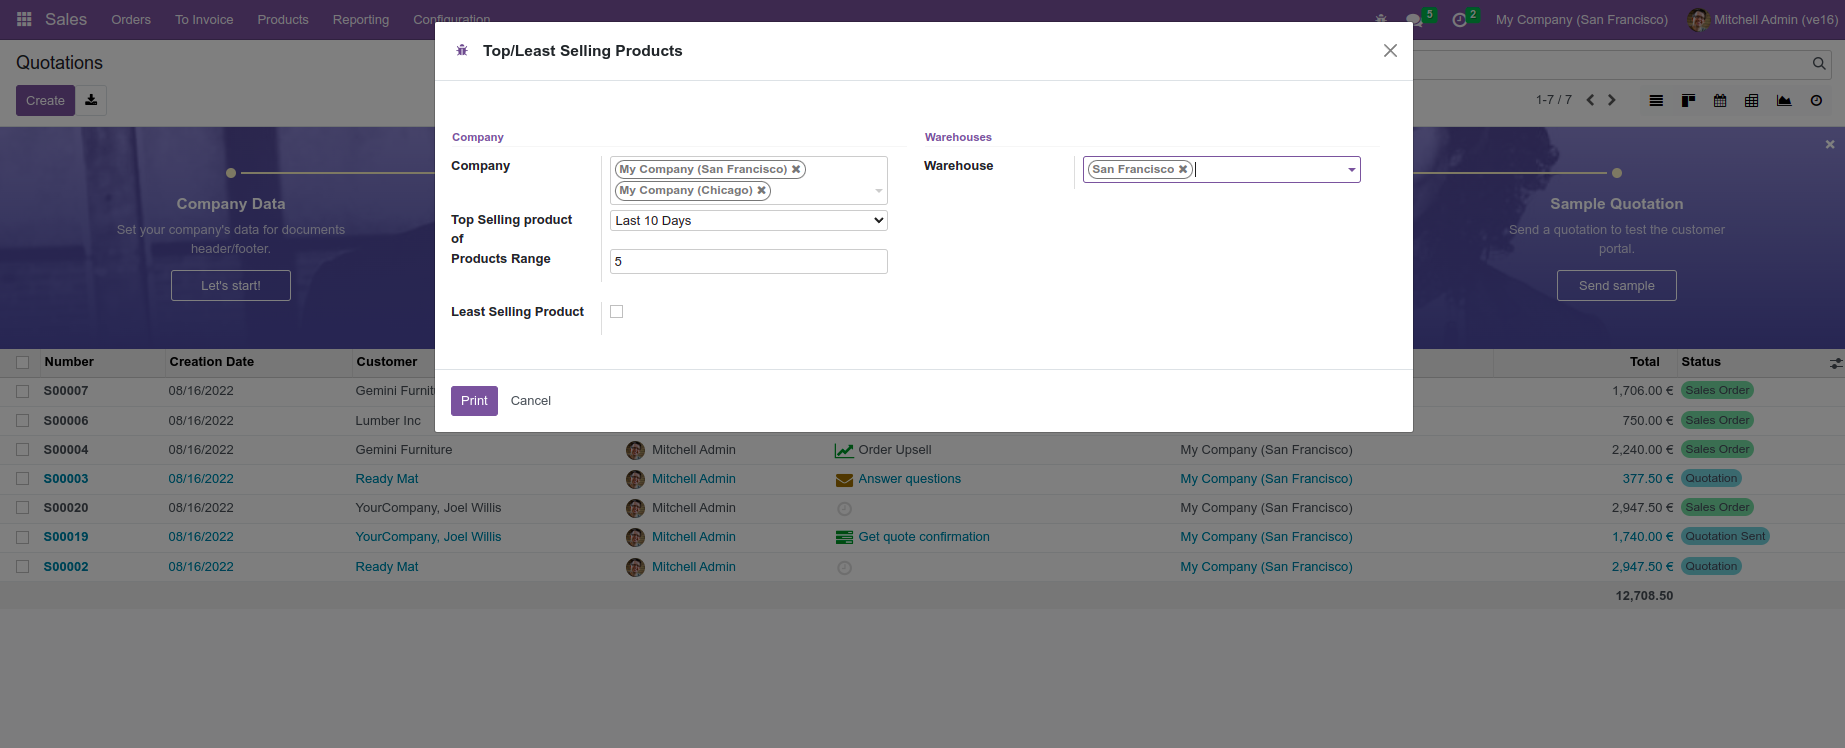 Sales Orders To Invoice Products Reporting Configuration 5 2 My Company (San Francisco) Mitchell Admin (ve16)
Quotations
Create
1-7 / 7
Top/Least Selling Products
Company
Company
My Company (San Francisco)
My Company (Chicago)
Top Selling product of
Last 10 Days
Products Range
5
Least Selling Product
Warehouses
Warehouse
San Francisco
Print Cancel
Company Data
Set your company's data for documents
header/footer.
Let's start!
Sample Quotation
Send a quotation to test the customer
portal.
Send sample
Number Creation Date Customer Total Status
S00007 08/16/2022 Gemini 1,706.00 € Sales Order
S00006 08/16/2022 Lumber Inc 750.00 € Sales Order
S00004 08/16/2022 Gemini Furniture Mitchell Admin Order Upsell My Company (San Francisco) 2,240.00 € Sales Order
S00003 08/16/2022 Ready Mat Mitchell Admin Answer questions My Company (San Francisco) 377.50 € Quotation
S00020 08/16/2022 YourCompany, Joel Willis Mitchell Admin My Company (San Francisco) 2,947.50 € Sales Order
S00019 08/16/2022 YourCompany, Joel Willis Mitchell Admin Get quote confirmation My Company (San Francisco) 1,740.00 € Quotation Sent
S00002 08/16/2022 Ready Mat Mitchell Admin My Company (San Francisco) 2,947.50 € Quotation
12,708.50